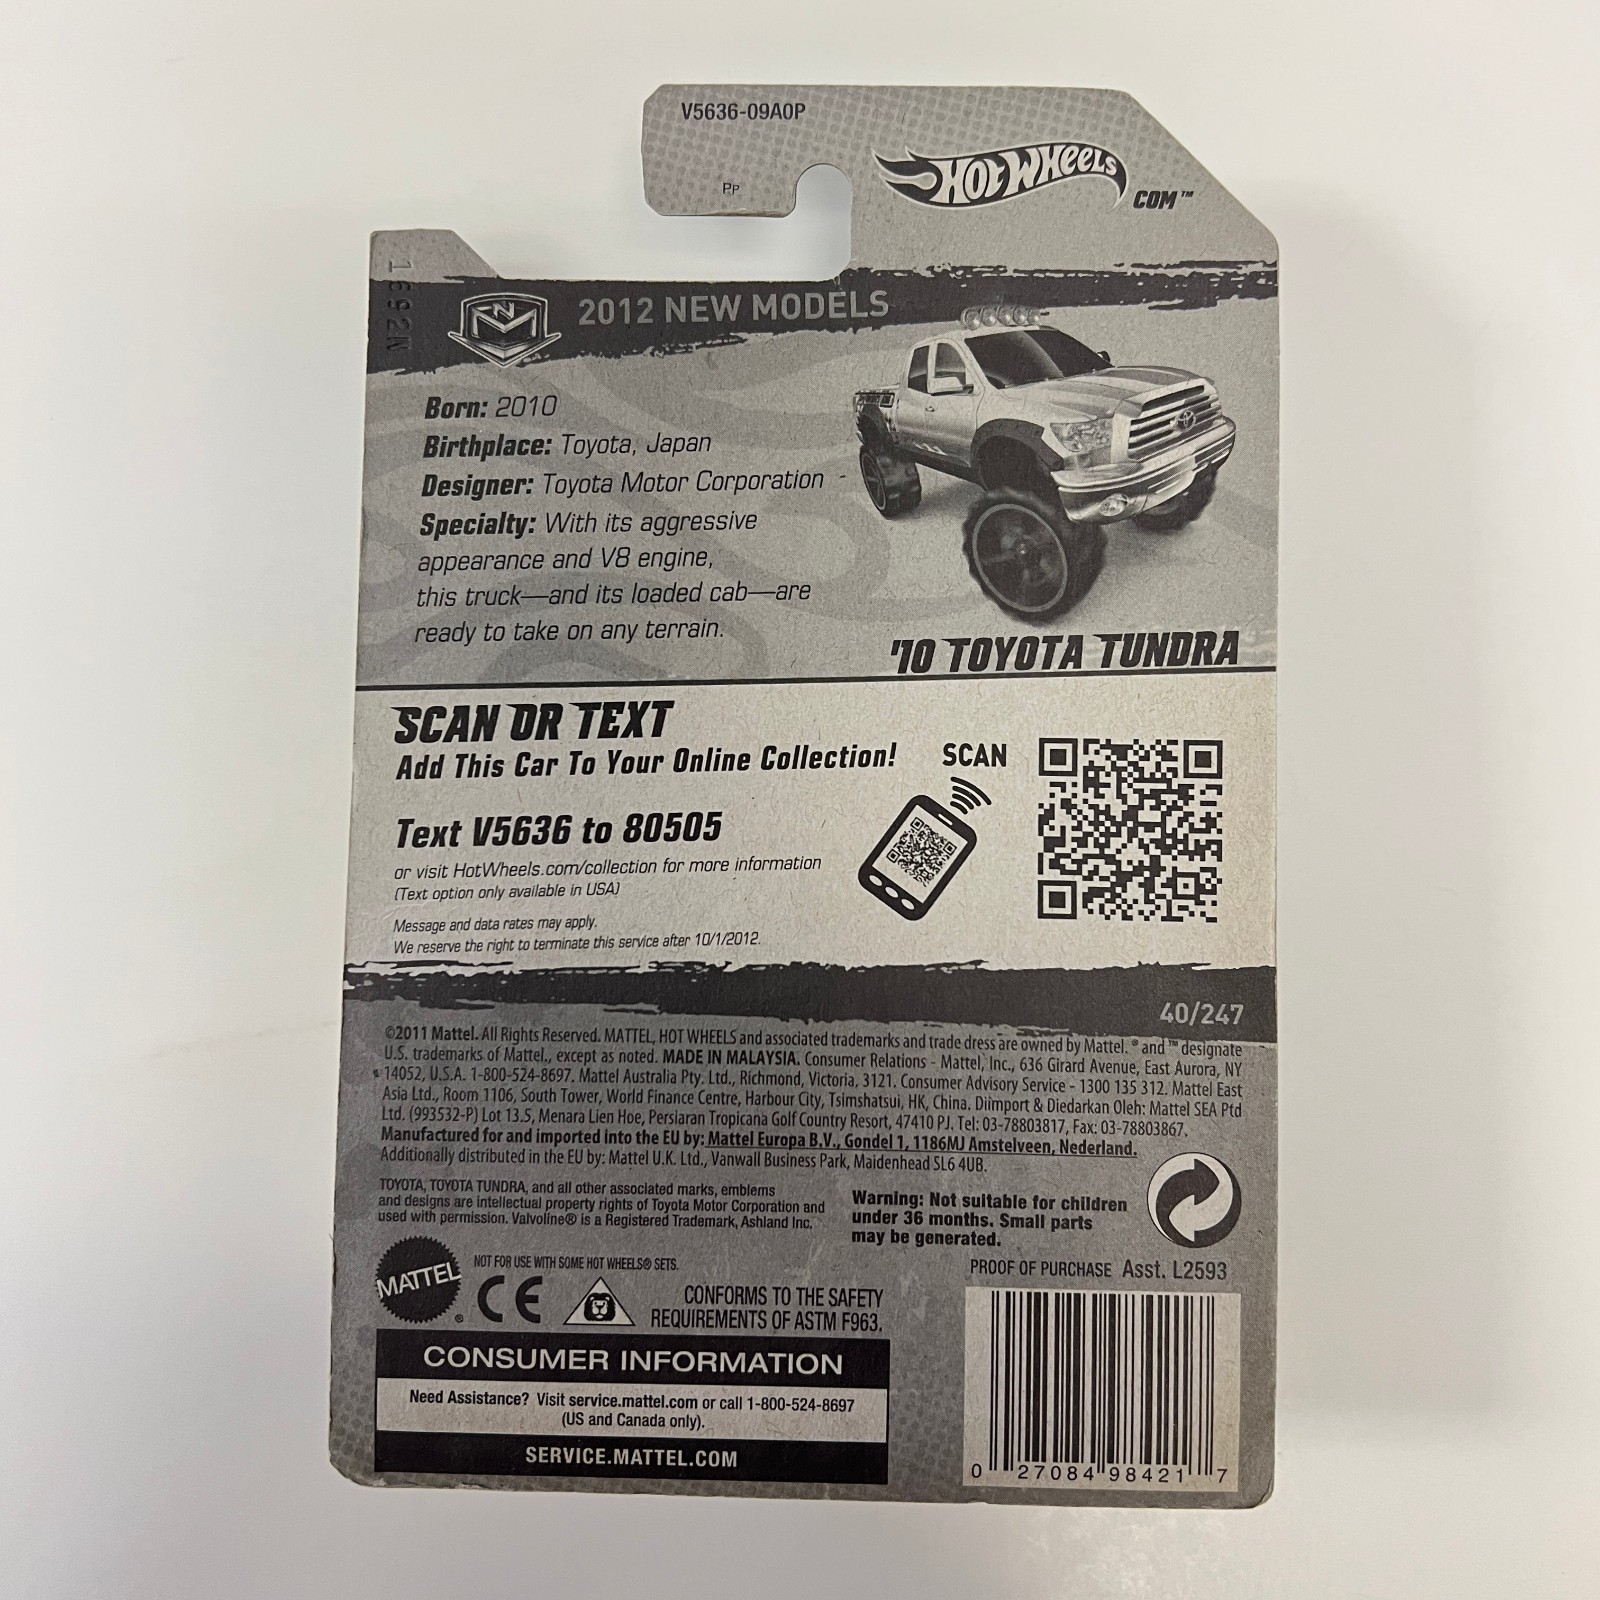 V5636-09A0P
Pp
HOT WHEELS
COM™
1692N
NM
2012 NEW MODELS
Born: 2010
Birthplace: Toyota, Japan
Designer: Toyota Motor Corporation
Specialty: With its aggressive
appearance and V8 engine,
this truck—and its loaded cab—are
ready to take on any terrain.
'10 TOYOTA TUNDRA
SCAN OR TEXT
Add This Car To Your Online Collection!
SCAN
Text V5636 to 80505
or visit HotWheels.com/collection for more information
(Text option only available in USA)
Message and data rates may apply.
We reserve the right to terminate this service after 10/1/2012.
40/247
©2011 Mattel. All Rights Reserved. MATTEL, HOT WHEELS and associated trademarks and trade dress are owned by Mattel. ® and ™ designate
U.S. trademarks of Mattel., except as noted. MADE IN MALAYSIA. Consumer Relations - Mattel, Inc., 636 Girard Avenue, East Aurora, NY
14052, U.S.A. 1-800-524-8697. Mattel Australia Pty. Ltd., Richmond, Victoria, 3121. Consumer Advisory Service - 1300 135 312. Mattel East
Asia Ltd., Room 1106, South Tower, World Finance Centre, Harbour City, Tsimshatsui, HK, China. Diimport & Diedarkan Oleh: Mattel SEA Ptd
Ltd. (993532-P) Lot 13.5, Menara Lien Hoe, Persiaran Tropicana Golf Country Resort, 47410 PJ. Tel: 03-78803817, Fax: 03-78803867.
Manufactured for and imported into the EU by: Mattel Europa B.V., Gondel 1, 1186MJ Amstelveen, Nederland.
Additionally distributed in the EU by: Mattel U.K. Ltd., Vanwall Business Park, Maidenhead SL6 4UB.
TOYOTA, TOYOTA TUNDRA, and all other associated marks, emblems
and designs are intellectual property rights of Toyota Motor Corporation and
used with permission. Valvoline® is a Registered Trademark, Ashland Inc.
Warning: Not suitable for children
under 36 months. Small parts
may be generated.
MATTEL®
NOT FOR USE WITH SOME HOT WHEELS® SETS.
CE
CONFORMS TO THE SAFETY
REQUIREMENTS OF ASTM F963.
PROOF OF PURCHASE Asst. L2593
CONSUMER INFORMATION
Need Assistance? Visit service.mattel.com or call 1-800-524-8697
(US and Canada only).
SERVICE.MATTEL.COM
0 27084 98421 7